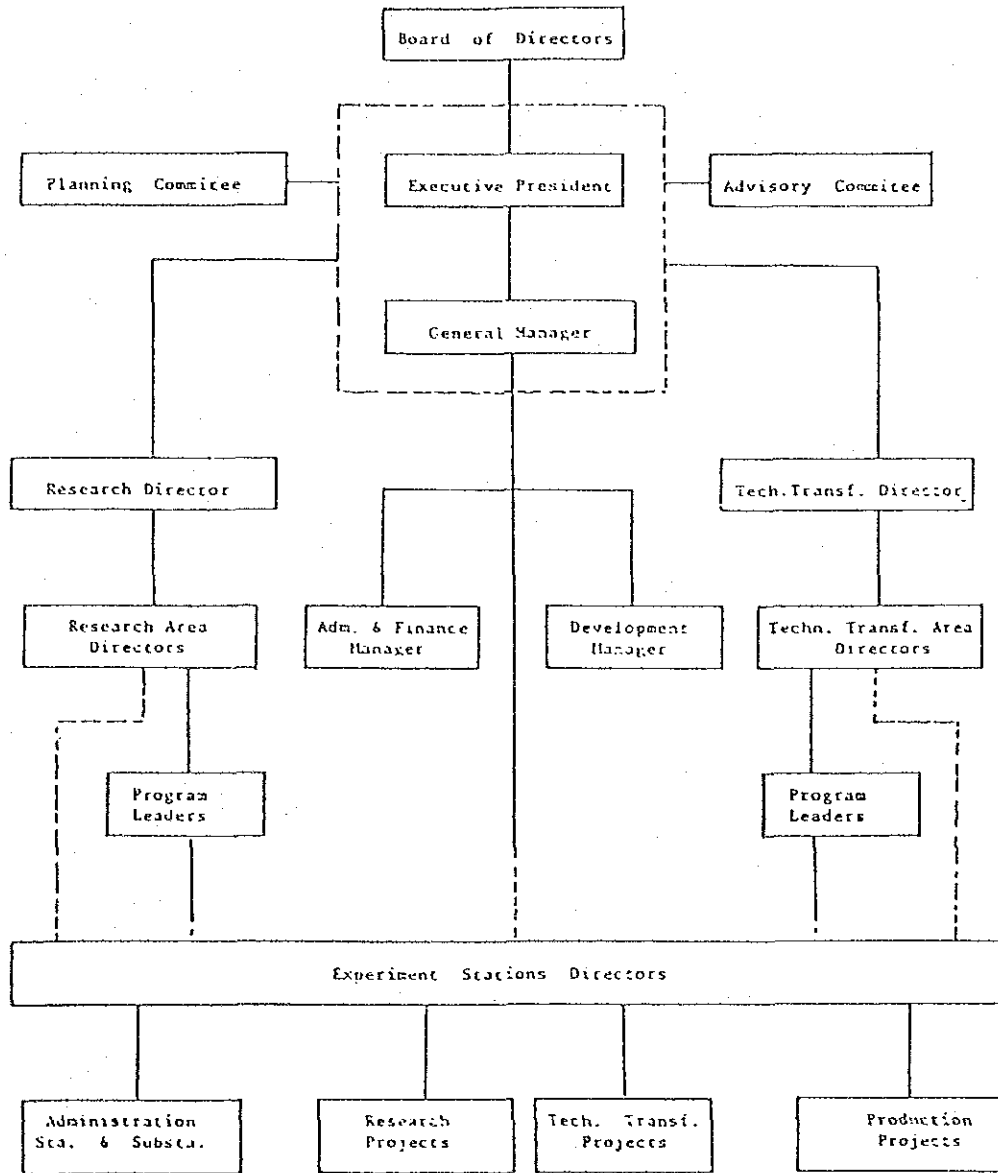 Board of Directors
Planning Commitee
Executive President
Advisory Commitee
General Manager
Research Director
Tech.Transf. Director
Research Area
Directors
Adm. & Finance
Manager
Development
Manager
Techn. Transf. Area
Directors
Program
Leaders
Program
Leaders
Experiment Stations Directors
Administration
Sta. & Substa.
Research
Projects
Tech. Transf.
Projects
Production
Projects